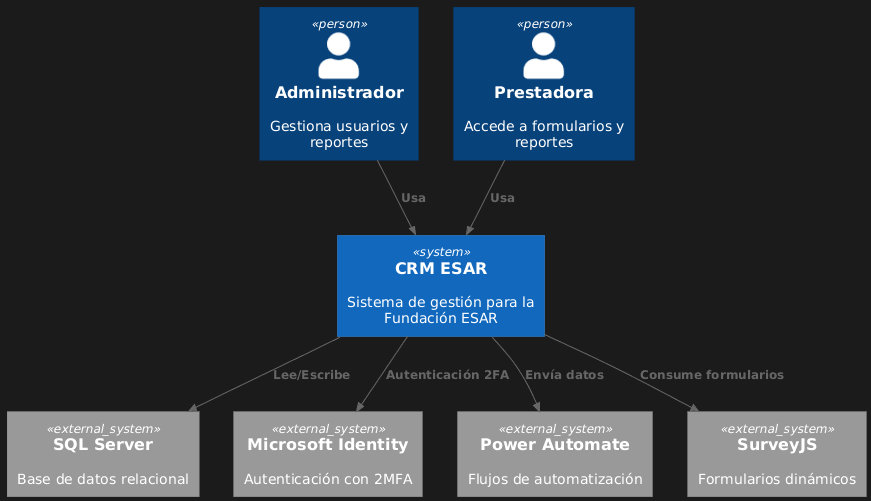 «person»
Administrador
Gestiona usuarios y
reportes
«person»
Prestadora
Accede a formularios y
reportes
Usa
Usa
«system»
CRM ESAR
Sistema de gestión para la
Fundación ESAR
Lee/Escribe
Autenticación 2FA
Envía datos
Consume formularios
«external_system»
SQL Server
Base de datos relacional
«external_system»
Microsoft Identity
Autenticación con 2MFA
«external_system»
Power Automate
Flujos de automatización
«external_system»
SurveyJS
Formularios dinámicos